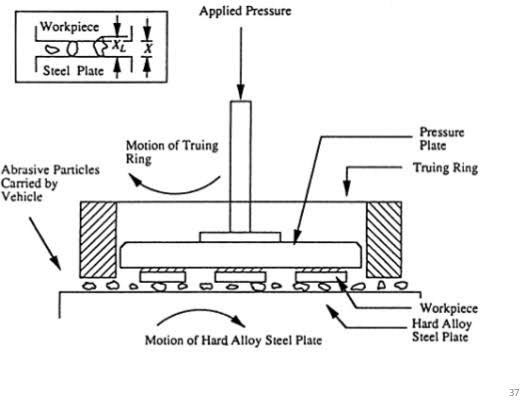 Applied Pressure
Workpiece
X_L
X
Steel Plate
Motion of Truing
Ring
Pressure
Plate
Truing Ring
Abrasive Particles
Carried by
Vehicle
Workpiece
Hard Alloy
Steel Plate
Motion of Hard Alloy Steel Plate
37